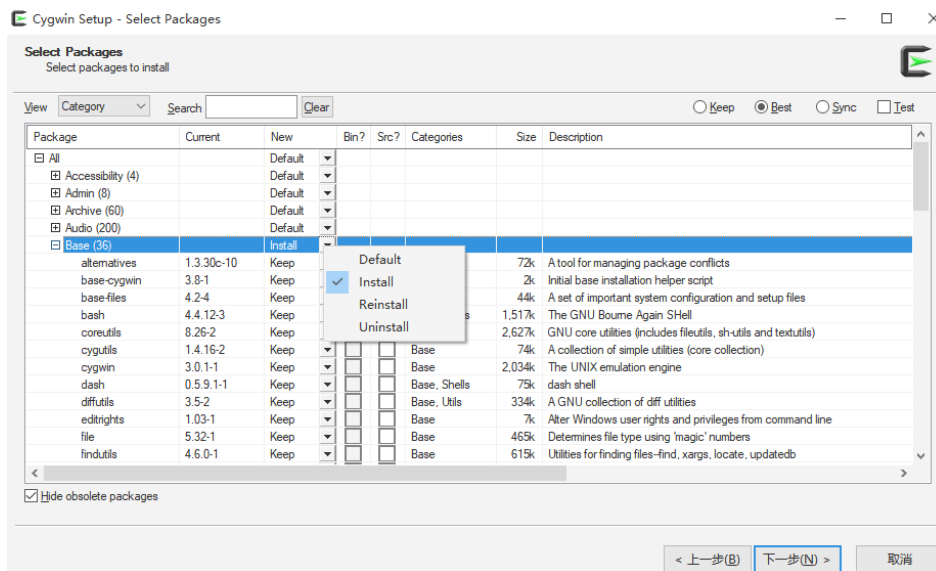 Cygwin Setup - Select Packages
Select Packages
Select packages to install
View Category Search Clear Keep Best Sync Test
Package Current New Bin? Src? Categories Size Description
All Default
Accessibility (4) Default
Admin (8) Default
Archive (60) Default
Audio (200) Default
Base (36) Install
Default
Install
Reinstall
Uninstall
alternatives 1.3.30c-10 Keep 72k A tool for managing package conflicts
base-cygwin 3.8-1 Keep 2k Initial base installation helper script
base-files 4.2-4 Keep 44k A set of important system configuration and setup files
bash 4.4.12-3 Keep s 1,517k The GNU Bourne Again SHell
coreutils 8.26-2 Keep 2,627k GNU core utilities (includes fileutils, sh-utils and textutils)
cygutils 1.4.16-2 Keep Base 74k A collection of simple utilities (core collection)
cygwin 3.0.1-1 Keep Base 2,034k The UNIX emulation engine
dash 0.5.9.1-1 Keep Base, Shells 75k dash shell
diffutils 3.5-2 Keep Base, Utils 334k A GNU collection of diff utilities
editrights 1.03-1 Keep Base 7k Alter Windows user rights and privileges from command line
file 5.32-1 Keep Base 465k Determines file type using 'magic' numbers
findutils 4.6.0-1 Keep Base 615k Utilities for finding files--find, xargs, locate, updatedb
Hide obsolete packages
< 上一步(B) 下一步(N) > 取消